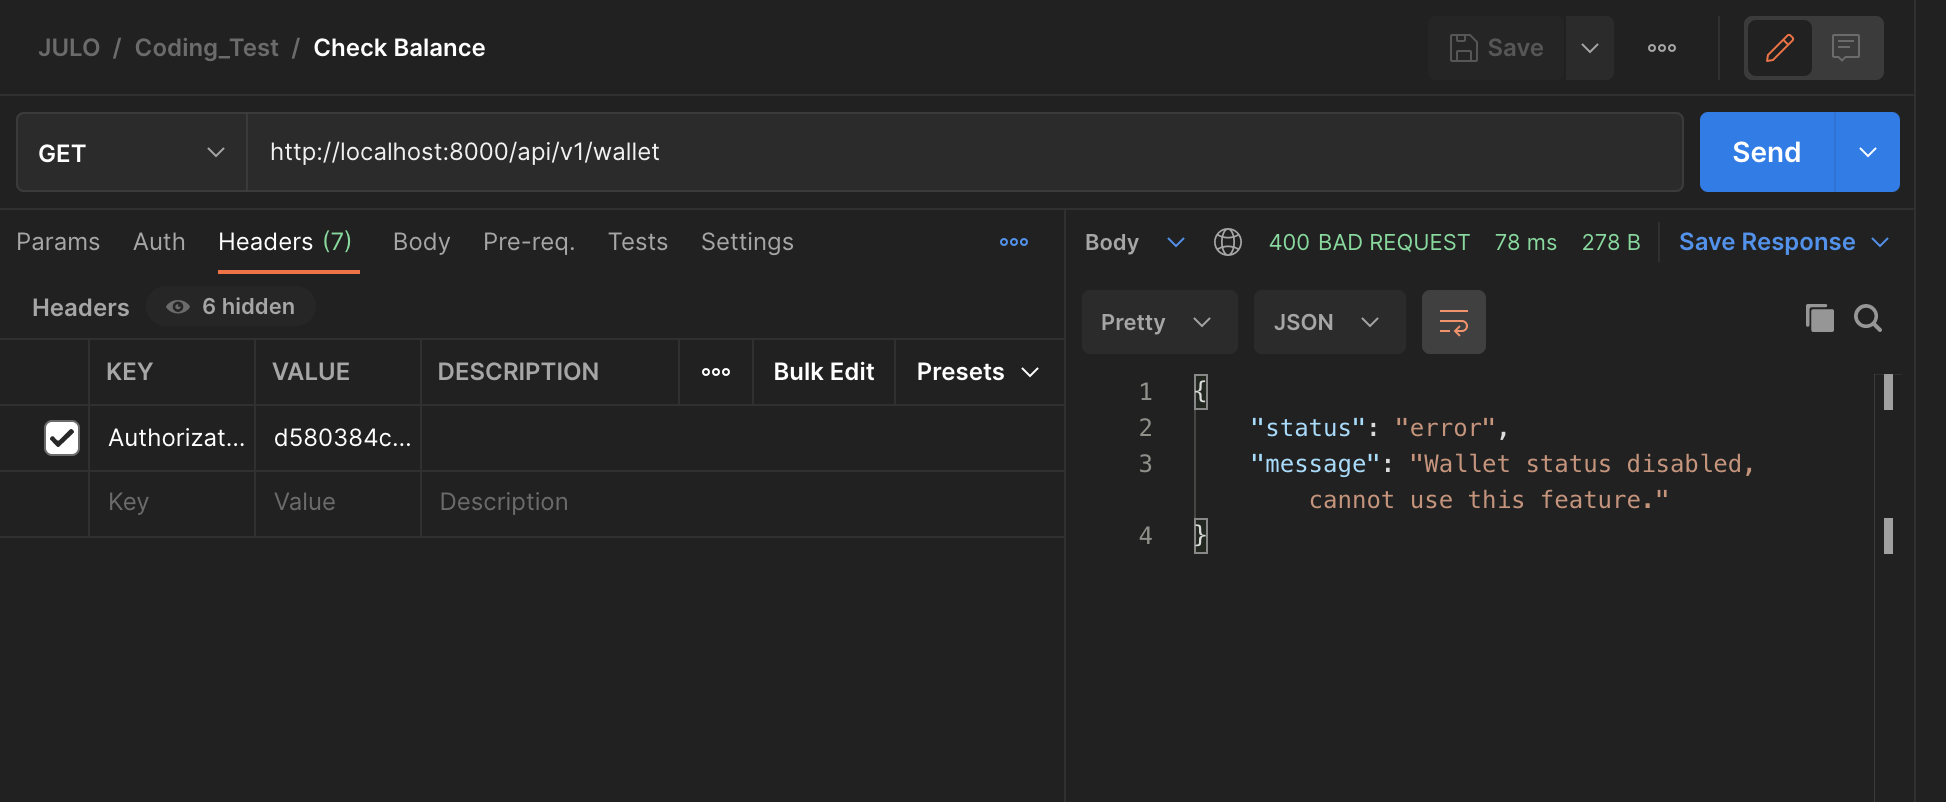 JULO / Coding_Test / Check Balance
Save
GET
http://localhost:8000/api/v1/wallet
Send
Params Auth Headers (7) Body Pre-req. Tests Settings
Headers 6 hidden
KEY VALUE DESCRIPTION Bulk Edit Presets
Authorizat... d580384c...
Key Value Description
Body 400 BAD REQUEST 78 ms 278 B Save Response
Pretty JSON
1 {
2 "status": "error",
3 "message": "Wallet status disabled,
cannot use this feature."
4 }